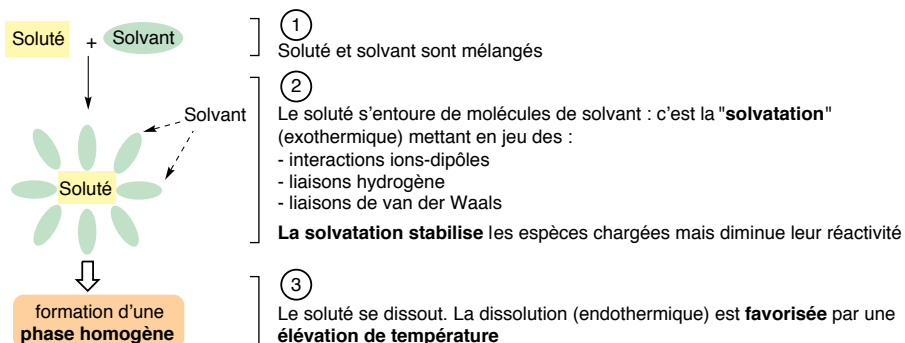 Soluté + Solvant
1
Soluté et solvant sont mélangés
2
Solvant
Le soluté s’entoure de molécules de solvant : c’est la "solvatation"
(exothermique) mettant en jeu des :
- interactions ions-dipôles
- liaisons hydrogène
- liaisons de van der Waals
Soluté
La solvatation stabilise les espèces chargées mais diminue leur réactivité
3
formation d’une
phase homogène
Le soluté se dissout. La dissolution (endothermique) est favorisée par une
élévation de température